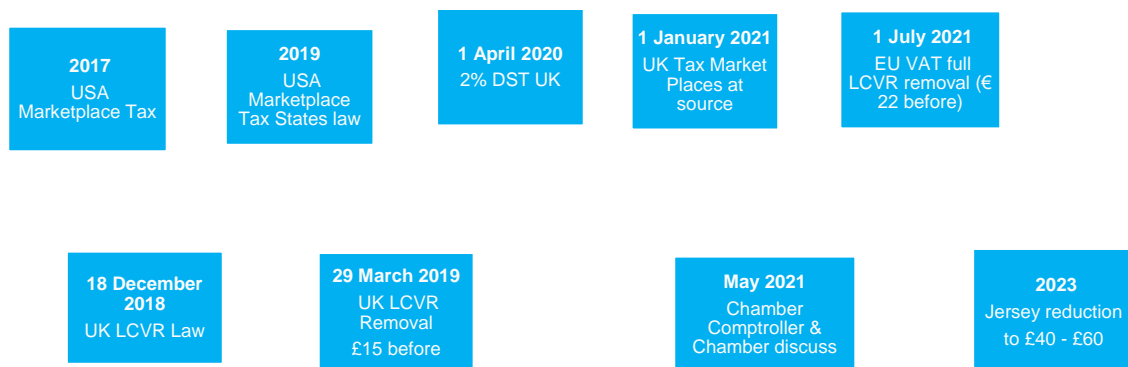 2017
USA
Marketplace Tax
2019
USA
Marketplace
Tax States law
1 April 2020
2% DST UK
1 January 2021
UK Tax Market
Places at
source
1 July 2021
EU VAT full
LCVR removal (€
22 before)
18 December
2018
UK LCVR Law
29 March 2019
UK LCVR
Removal
£15 before
May 2021
Chamber
Comptroller &
Chamber discuss
2023
Jersey reduction
to £40 - £60